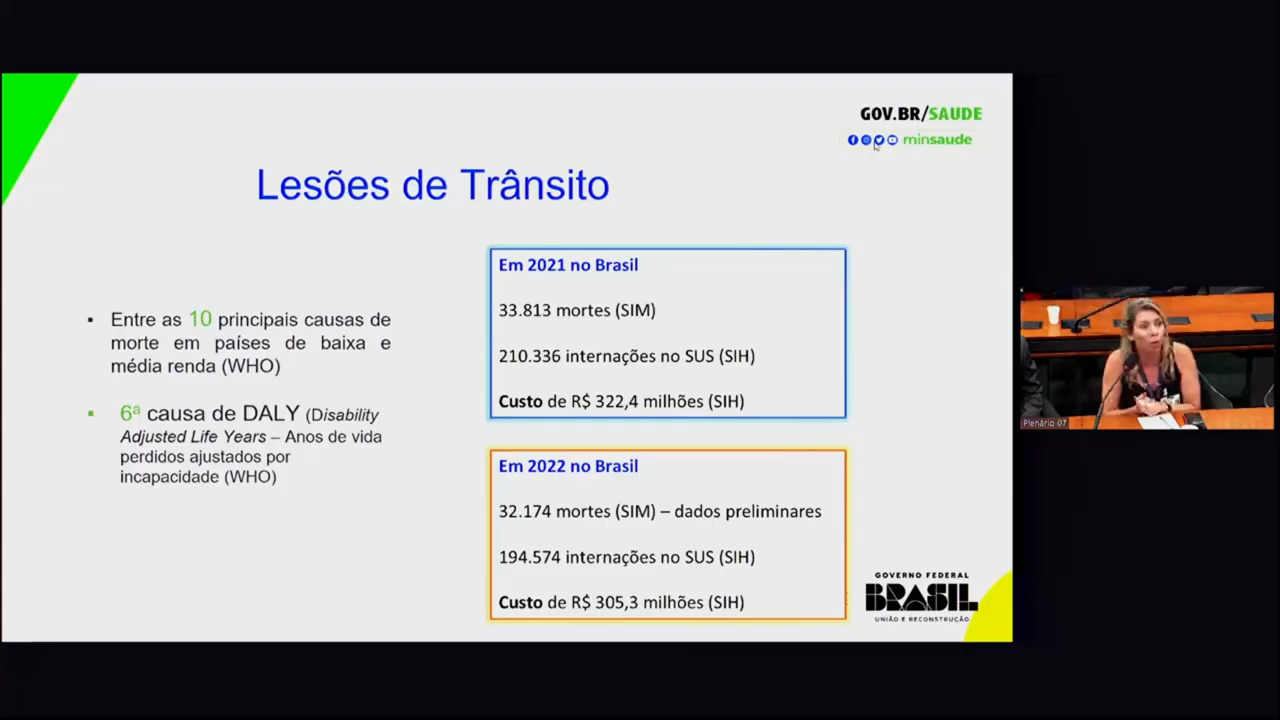 GOV.BR/SAUDE
minsaude
Lesões de Trânsito
▪ Entre as 10 principais causas de
morte em países de baixa e
média renda (WHO)
▪ 6ª causa de DALY (Disability
Adjusted Life Years – Anos de vida
perdidos ajustados por
incapacidade (WHO)
Em 2021 no Brasil
33.813 mortes (SIM)
210.336 internações no SUS (SIH)
Custo de R$ 322,4 milhões (SIH)
Em 2022 no Brasil
32.174 mortes (SIM) – dados preliminares
194.574 internações no SUS (SIH)
Custo de R$ 305,3 milhões (SIH)
GOVERNO FEDERAL
BRASIL
UNIÃO E RECONSTRUÇÃO
Plenário 07